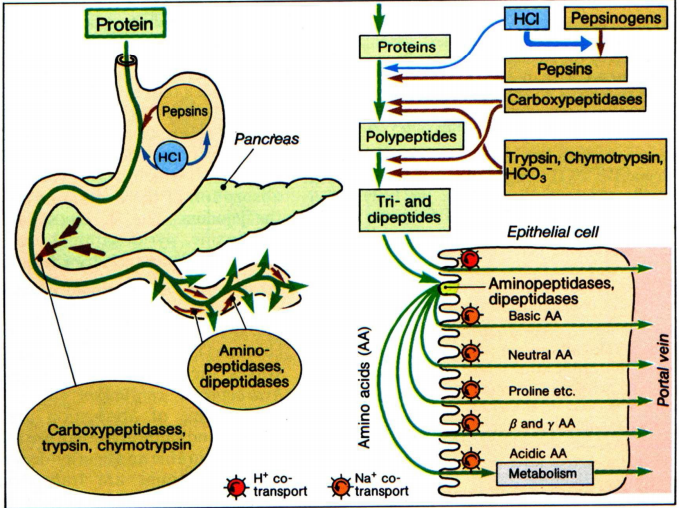 Protein
Pepsins
HCl
Pancreas
Amino-
peptidases,
dipeptidases
Carboxypeptidases,
trypsin, chymotrypsin
HCl
Pepsinogens
Proteins
Pepsins
Carboxypeptidases
Polypeptides
Trypsin, Chymotrypsin,
HCO₃⁻
Tri- and
dipeptides
Epithelial cell
Aminopeptidases,
dipeptidases
Basic AA
Neutral AA
Proline etc.
β and γ AA
Acidic AA
Metabolism
Amino acids (AA)
Portal vein
H⁺ co-
transport
Na⁺ co-
transport